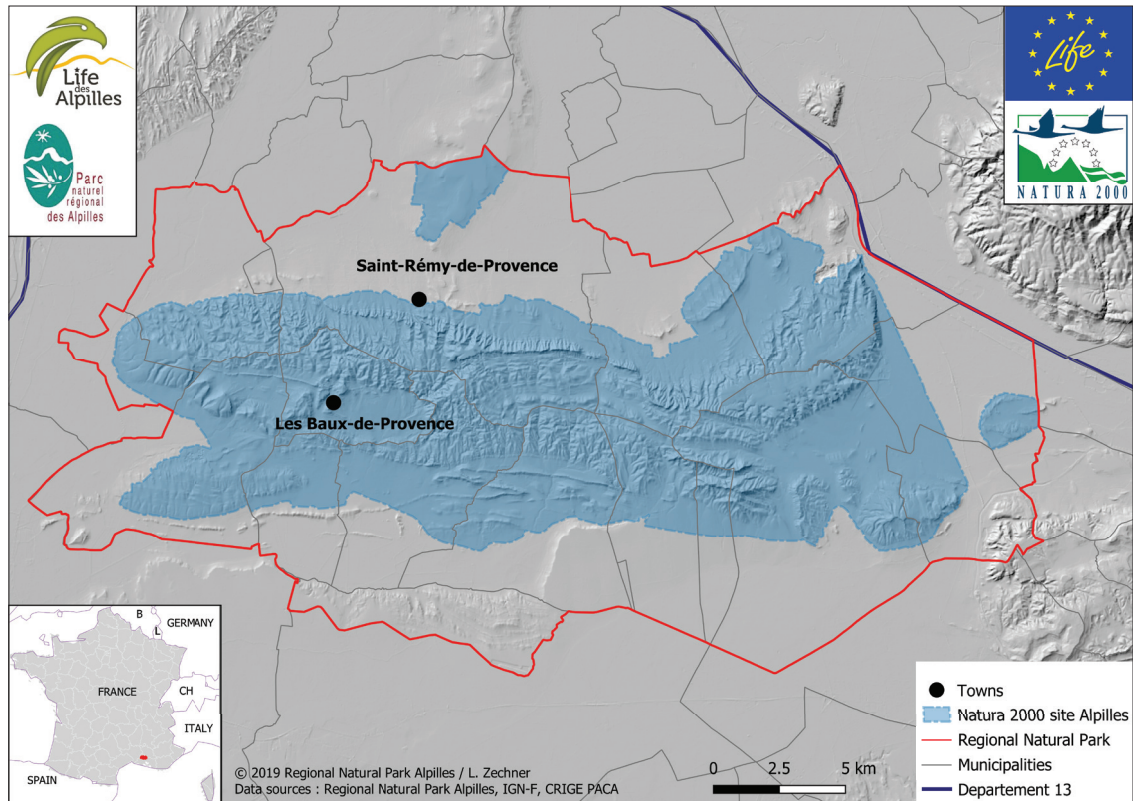 Life
des
Alpilles
Parc
naturel
régional
des Alpilles
Life
NATURA 2000
Saint-Rémy-de-Provence
Les Baux-de-Provence
B
GERMANY
L
FRANCE
CH
ITALY
SPAIN
© 2019 Regional Natural Park Alpilles / L. Zechner
Data sources : Regional Natural Park Alpilles, IGN-F, CRIGE PACA
0 2.5 5 km
Towns
Natura 2000 site Alpilles
Regional Natural Park
Municipalities
Departement 13